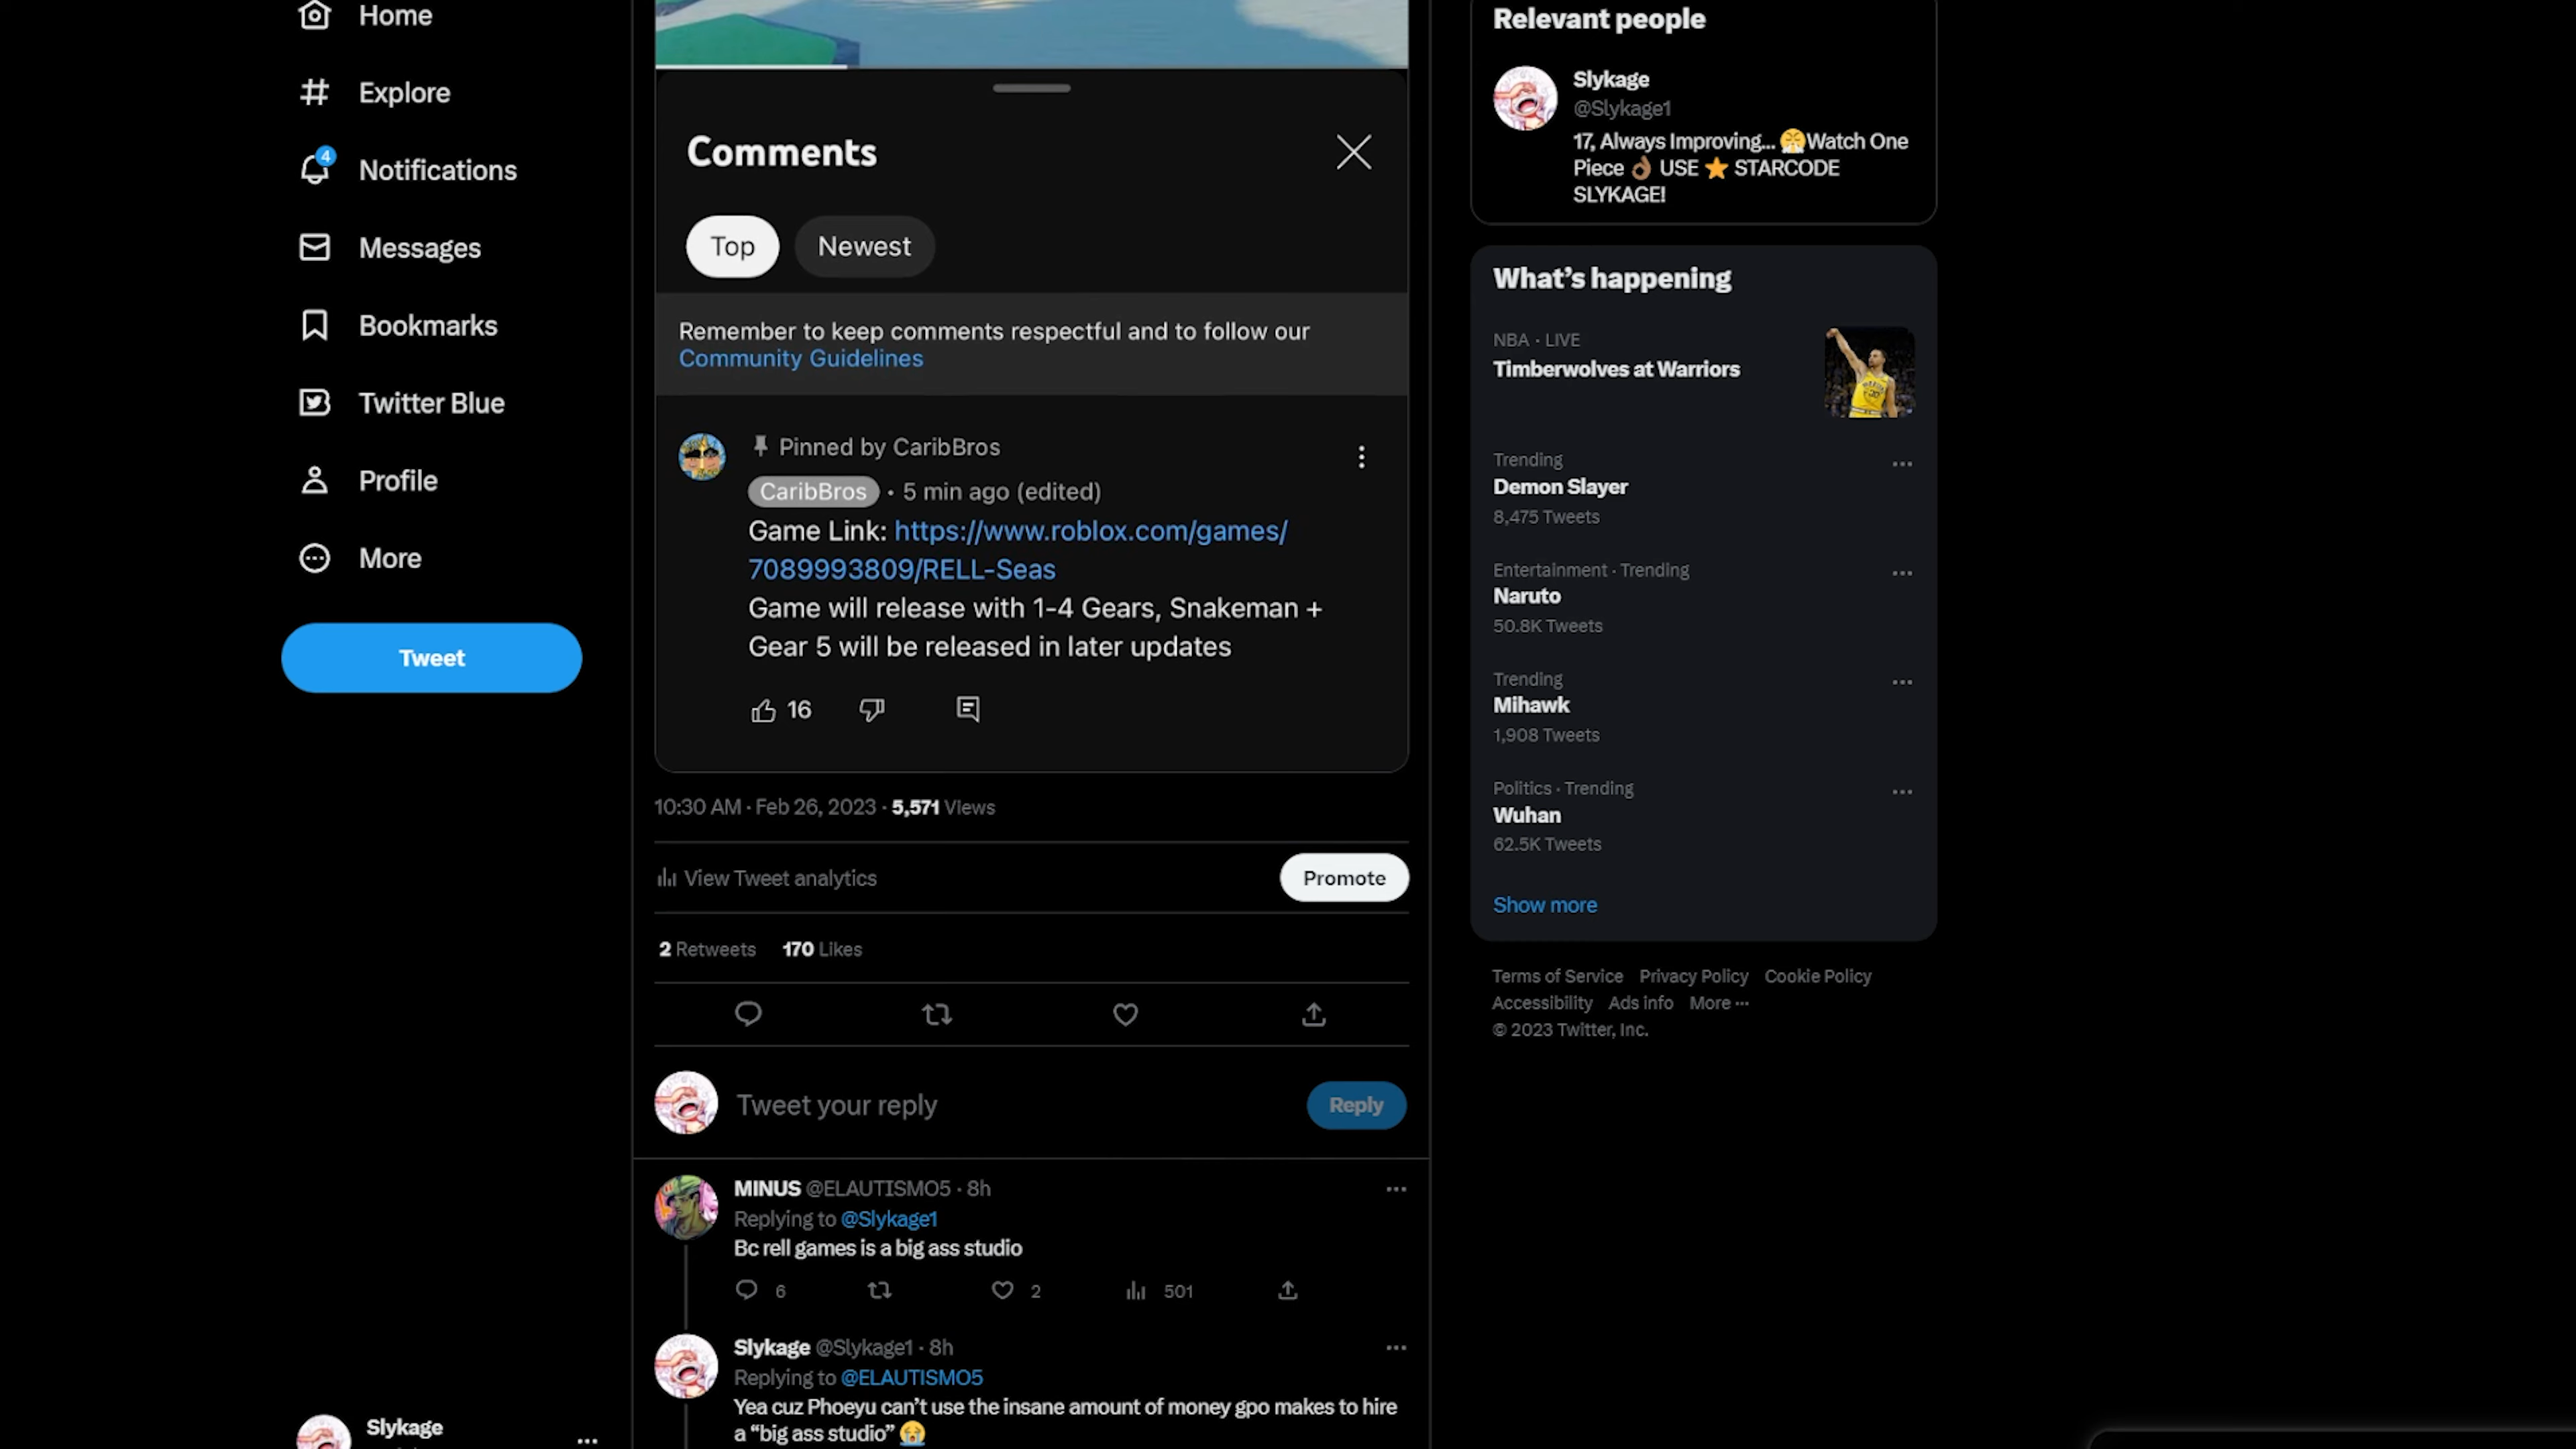 Home
Explore
4
Notifications
Messages
Bookmarks
Twitter Blue
Profile
More
Tweet
Slykage
Comments
Top
Newest
Remember to keep comments respectful and to follow our
Community Guidelines
Pinned by CaribBros
CaribBros • 5 min ago (edited)
Game Link: https://www.roblox.com/games/
7089993809/RELL-Seas
Game will release with 1-4 Gears, Snakeman +
Gear 5 will be released in later updates
16
10:30 AM · Feb 26, 2023 · 5,571 Views
View Tweet analytics
Promote
2 Retweets 170 Likes
Tweet your reply
Reply
MINUS @ELAUTISMO5 · 8h
Replying to @Slykage1
Bc rell games is a big ass studio
6
2
501
Slykage @Slykage1 · 8h
Replying to @ELAUTISMO5
Yea cuz Phoeyu can't use the insane amount of money gpo makes to hire
a “big ass studio” 😭
Relevant people
Slykage
@Slykage1
17, Always Improving... 😤Watch One
Piece 👌🏾 USE ⭐ STARCODE
SLYKAGE!
What's happening
NBA · LIVE
Timberwolves at Warriors
Trending
Demon Slayer
8,475 Tweets
Entertainment · Trending
Naruto
50.8K Tweets
Trending
Mihawk
1,908 Tweets
Politics · Trending
Wuhan
62.5K Tweets
Show more
Terms of Service Privacy Policy Cookie Policy
Accessibility Ads info More ···
© 2023 Twitter, Inc.